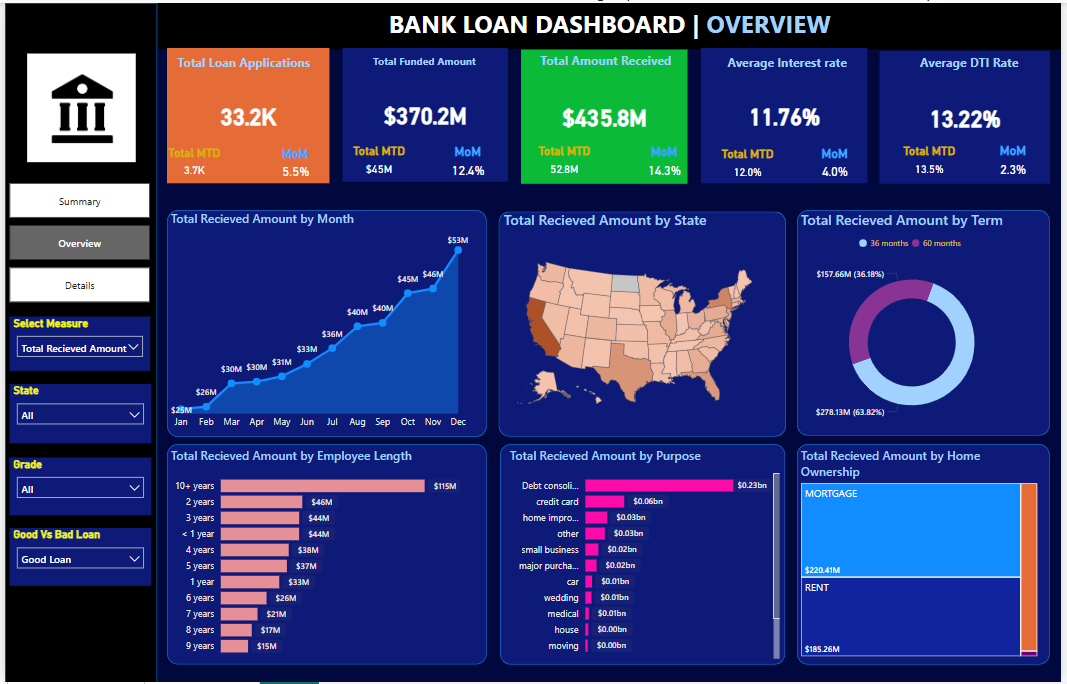 BANK LOAN DASHBOARD | OVERVIEW
Total Loan Applications
33.2K
Total MTD MoM
3.7K 5.5%
Total Funded Amount
$370.2M
Total MTD MoM
$45M 12.4%
Total Amount Received
$435.8M
Total MTD MoM
52.8M 14.3%
Average Interest rate
11.76%
Total MTD MoM
12.0% 4.0%
Average DTI Rate
13.22%
Total MTD MoM
13.5% 2.3%
Summary
Overview
Details
Select Measure
Total Recieved Amount
State
All
Grade
All
Good Vs Bad Loan
Good Loan
Total Recieved Amount by Month
$25M
$26M
$30M
$30M
$31M
$33M
$36M
$40M
$40M
$45M
$46M
$53M
Jan Feb Mar Apr May Jun Jul Aug Sep Oct Nov Dec
Total Recieved Amount by State
Total Recieved Amount by Term
36 months 60 months
$157.66M (36.18%)
$278.13M (63.82%)
Total Recieved Amount by Employee Length
10+ years $115M
2 years $46M
3 years $44M
< 1 year $44M
4 years $38M
5 years $37M
1 year $33M
6 years $26M
7 years $21M
8 years $17M
9 years $15M
Total Recieved Amount by Purpose
Debt consoli... $0.23bn
credit card $0.06bn
home impro... $0.03bn
other $0.03bn
small business $0.02bn
major purcha... $0.02bn
car $0.01bn
wedding $0.01bn
medical $0.01bn
house $0.00bn
moving $0.00bn
Total Recieved Amount by Home
Ownership
MORTGAGE
$220.41M
RENT
$185.26M